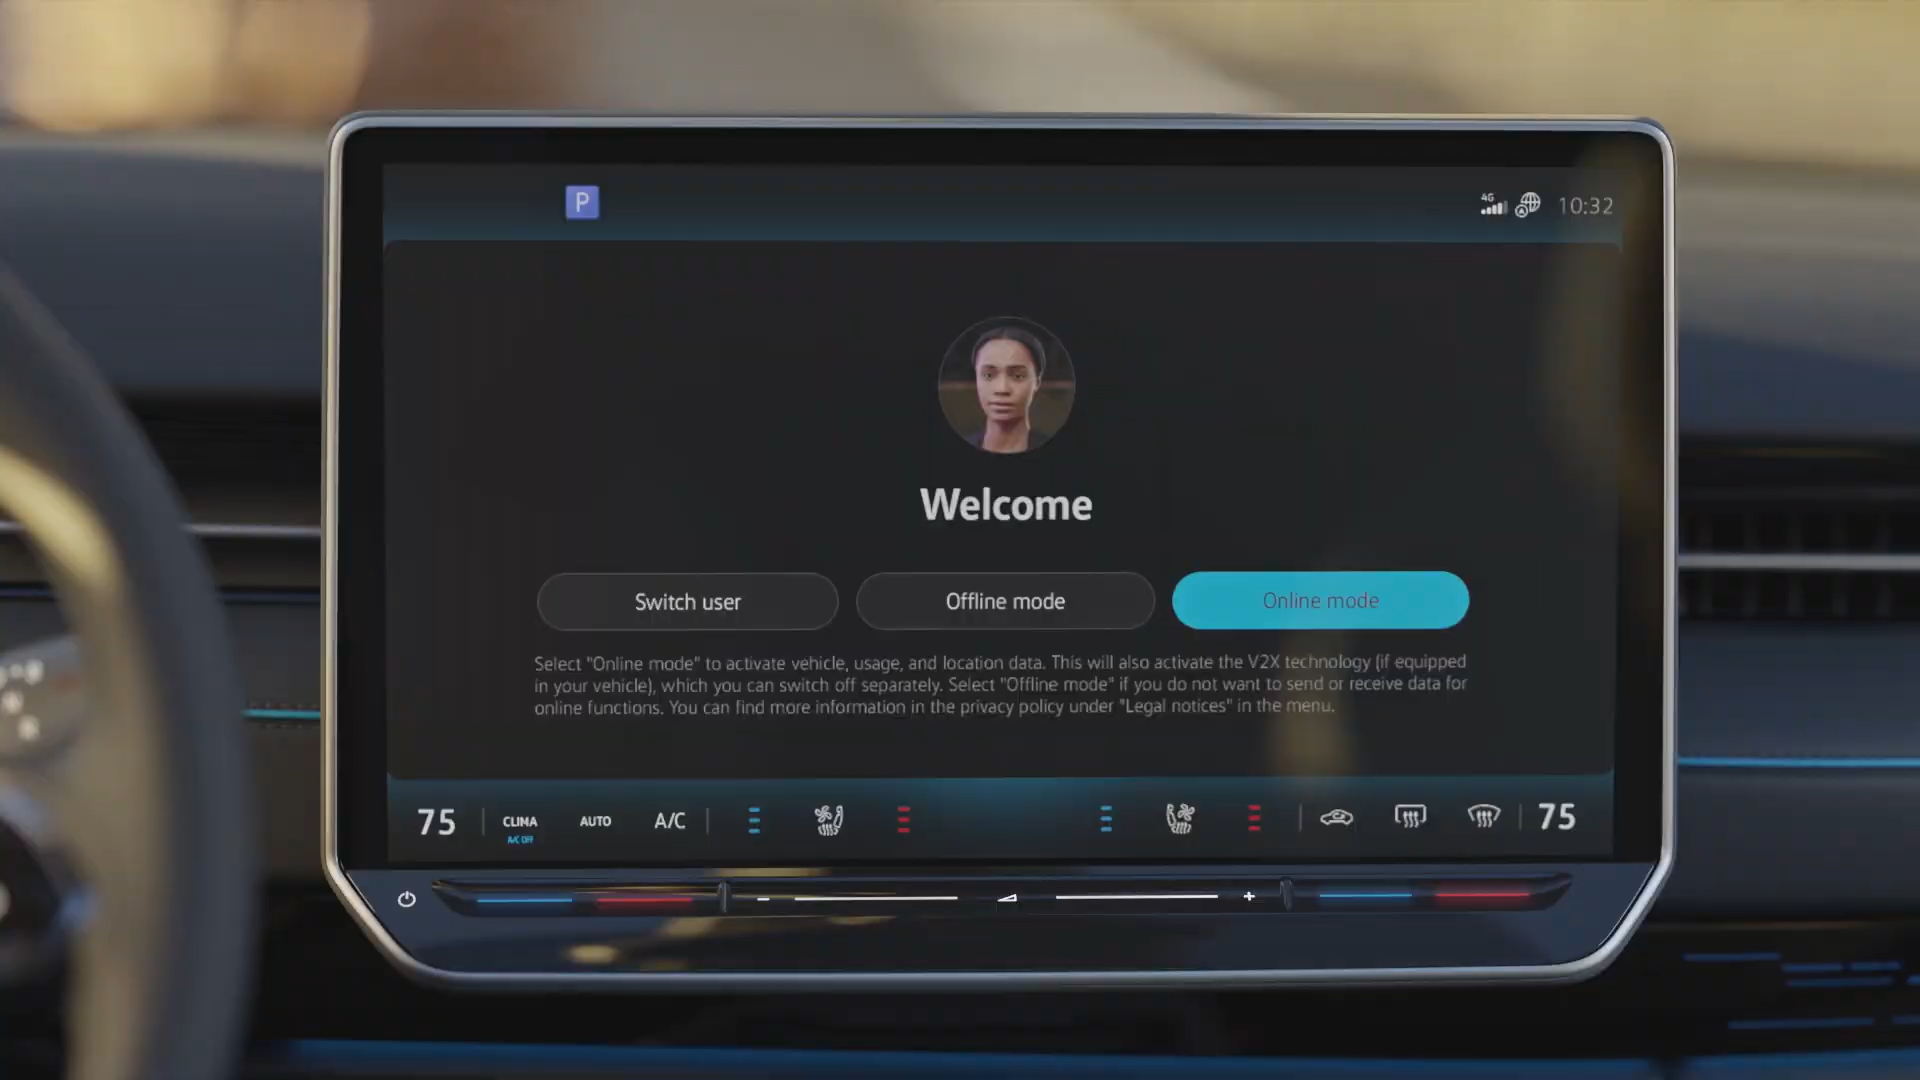 P
4G
10:32
Welcome
Switch user
Offline mode
Online mode
Select "Online mode" to activate vehicle, usage, and location data. This will also activate the V2X technology (if equipped
in your vehicle), which you can switch off separately. Select "Offline mode" if you do not want to send or receive data for
online functions. You can find more information in the privacy policy under "Legal notices" in the menu.
75
CLIMA
A/C OFF
AUTO
A/C
75
N
R